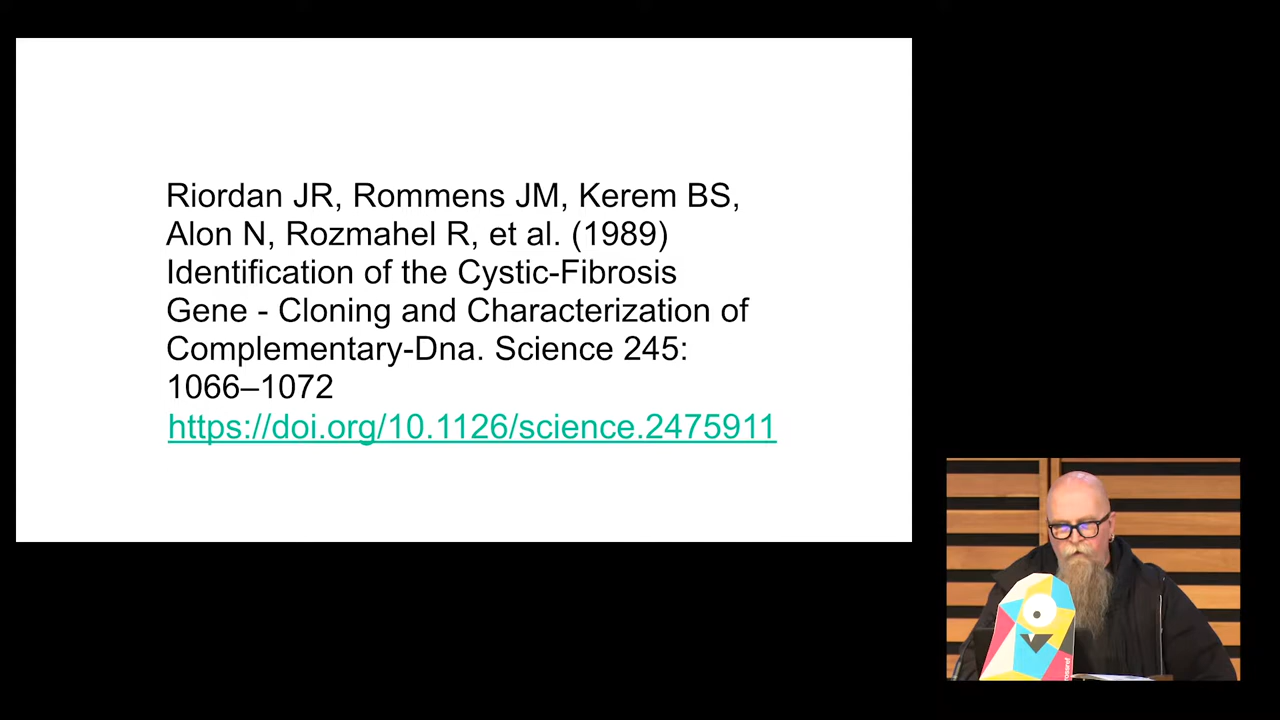 Riordan JR, Rommens JM, Kerem BS,
Alon N, Rozmahel R, et al. (1989)
Identification of the Cystic-Fibrosis
Gene - Cloning and Characterization of
Complementary-Dna. Science 245:
1066–1072
https://doi.org/10.1126/science.2475911